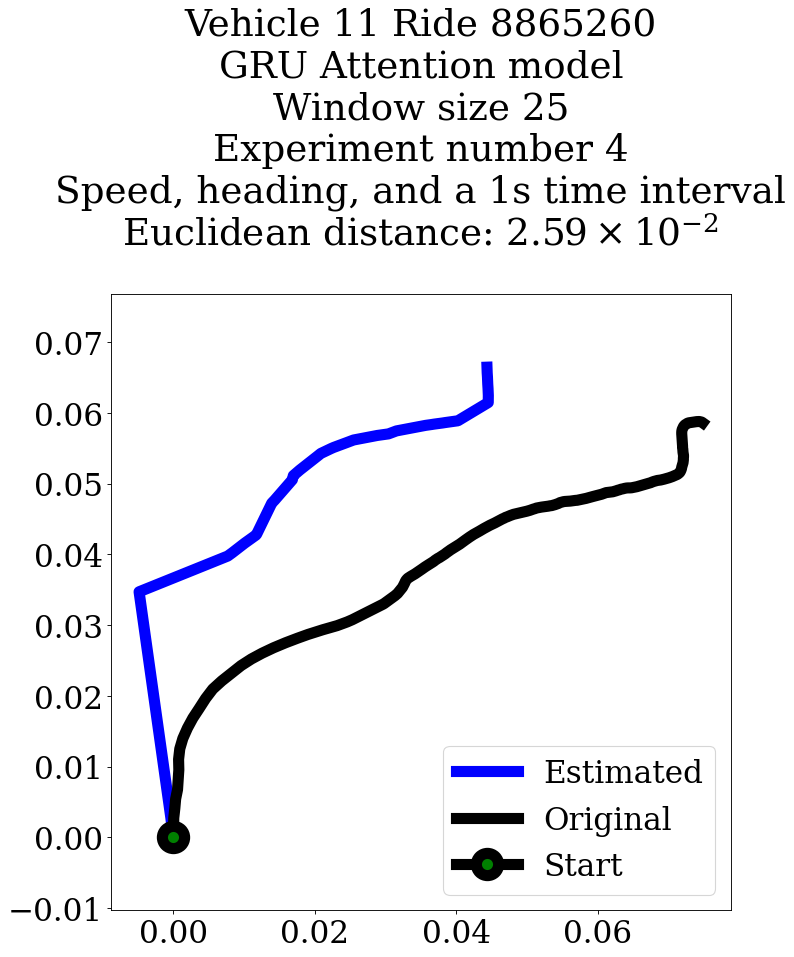 Vehicle 11 Ride 8865260
GRU Attention model
Window size 25
Experiment number 4
Speed, heading, and a 1s time interval
Euclidean distance: 2.59 × 10⁻²
0.07
0.06
0.05
0.04
0.03
0.02
0.01
0.00
−0.01
Estimated
Original
Start
0.00 0.02 0.04 0.06